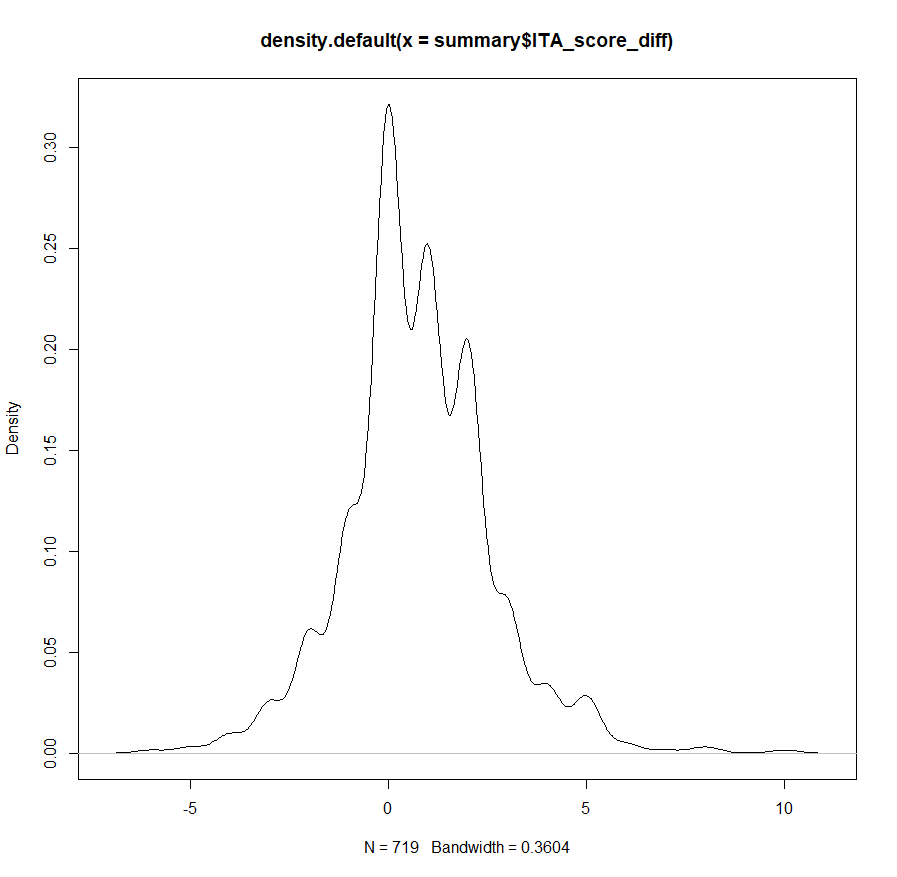 density.default(x = summary$ITA_score_diff)
Density
0.30
0.25
0.20
0.15
0.10
0.05
0.00
-5 0 5 10
N = 719 Bandwidth = 0.3604